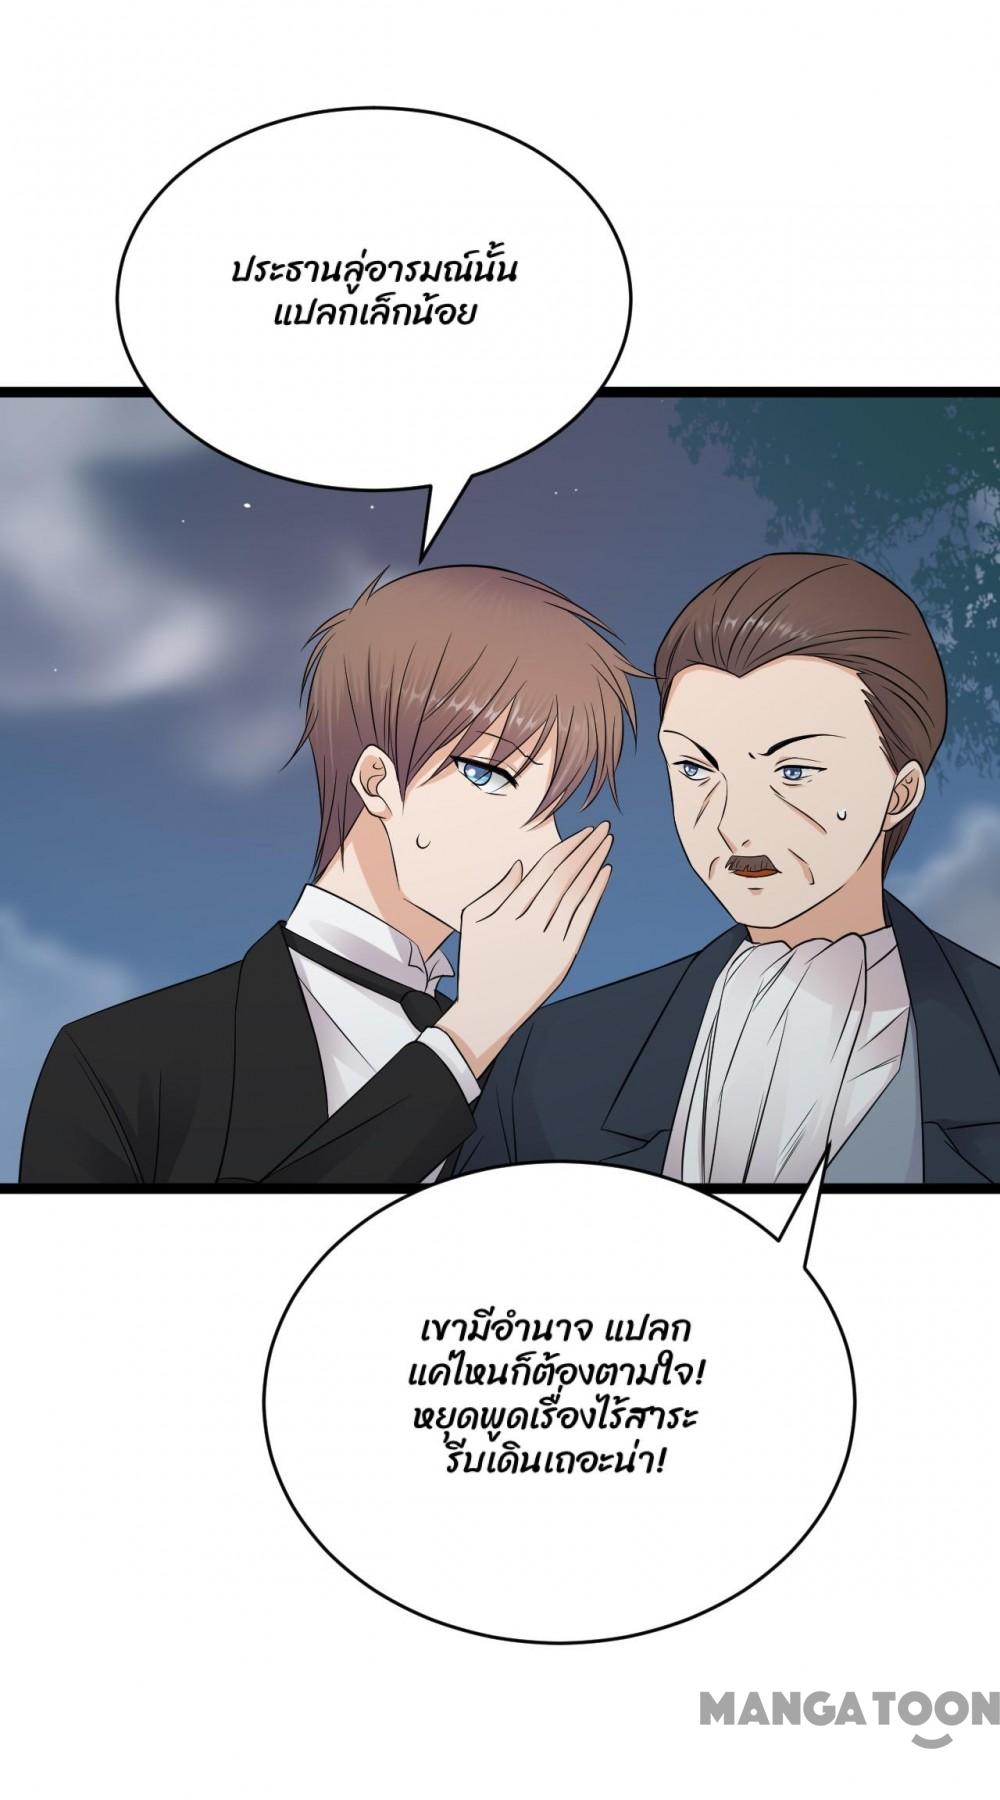 ประธานลู่อารมณ์นั้น
แปลกเล็กน้อย
เขามีอำนาจ แปลก
แค่ไหนก็ต้องตามใจ!
หยุดพูดเรื่องไร้สาระ
รีบเดินเถอะน่า!
MANGATOON